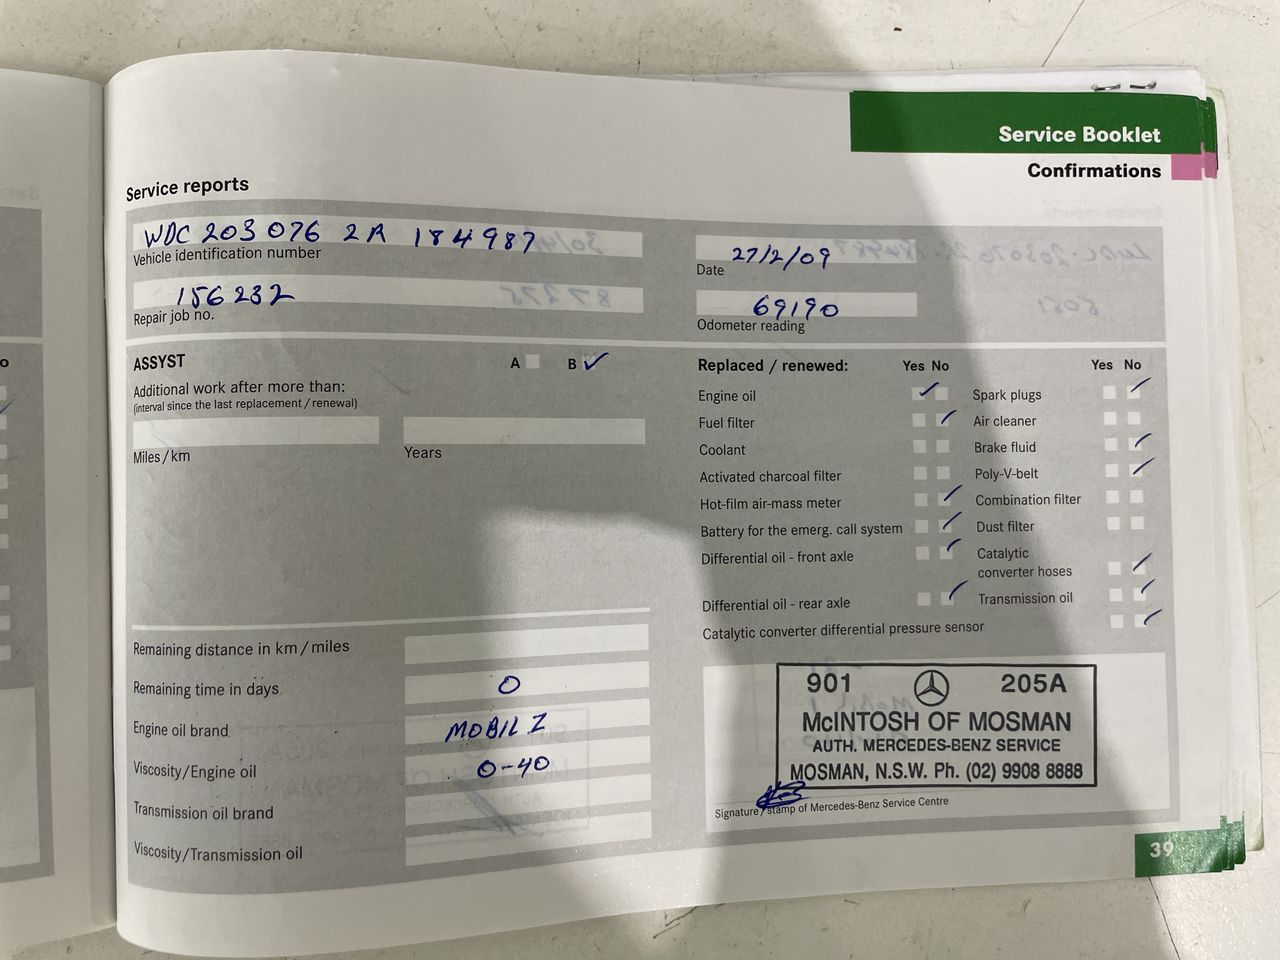 Service Booklet
Confirmations
Service reports
WDC 203 076 2A 184987
Vehicle identification number
27/2/09
Date
156232
Repair job no.
69190
Odometer reading
ASSYST
A B ✓
Additional work after more than:
(interval since the last replacement / renewal)
Miles / km
Years
Replaced / renewed: Yes No
Engine oil
Fuel filter
Coolant
Activated charcoal filter
Hot-film air-mass meter
Battery for the emerg. call system
Differential oil - front axle
Differential oil - rear axle
Catalytic converter differential pressure sensor
Yes No
Spark plugs
Air cleaner
Brake fluid
Poly-V-belt
Combination filter
Dust filter
Catalytic
converter hoses
Transmission oil
Remaining distance in km / miles
Remaining time in days 0
Engine oil brand MOBIL 1
Viscosity/Engine oil 0-40
Transmission oil brand
Viscosity/Transmission oil
901 205A
McINTOSH OF MOSMAN
AUTH. MERCEDES-BENZ SERVICE
MOSMAN, N.S.W. Ph. (02) 9908 8888
Signature / stamp of Mercedes-Benz Service Centre
39